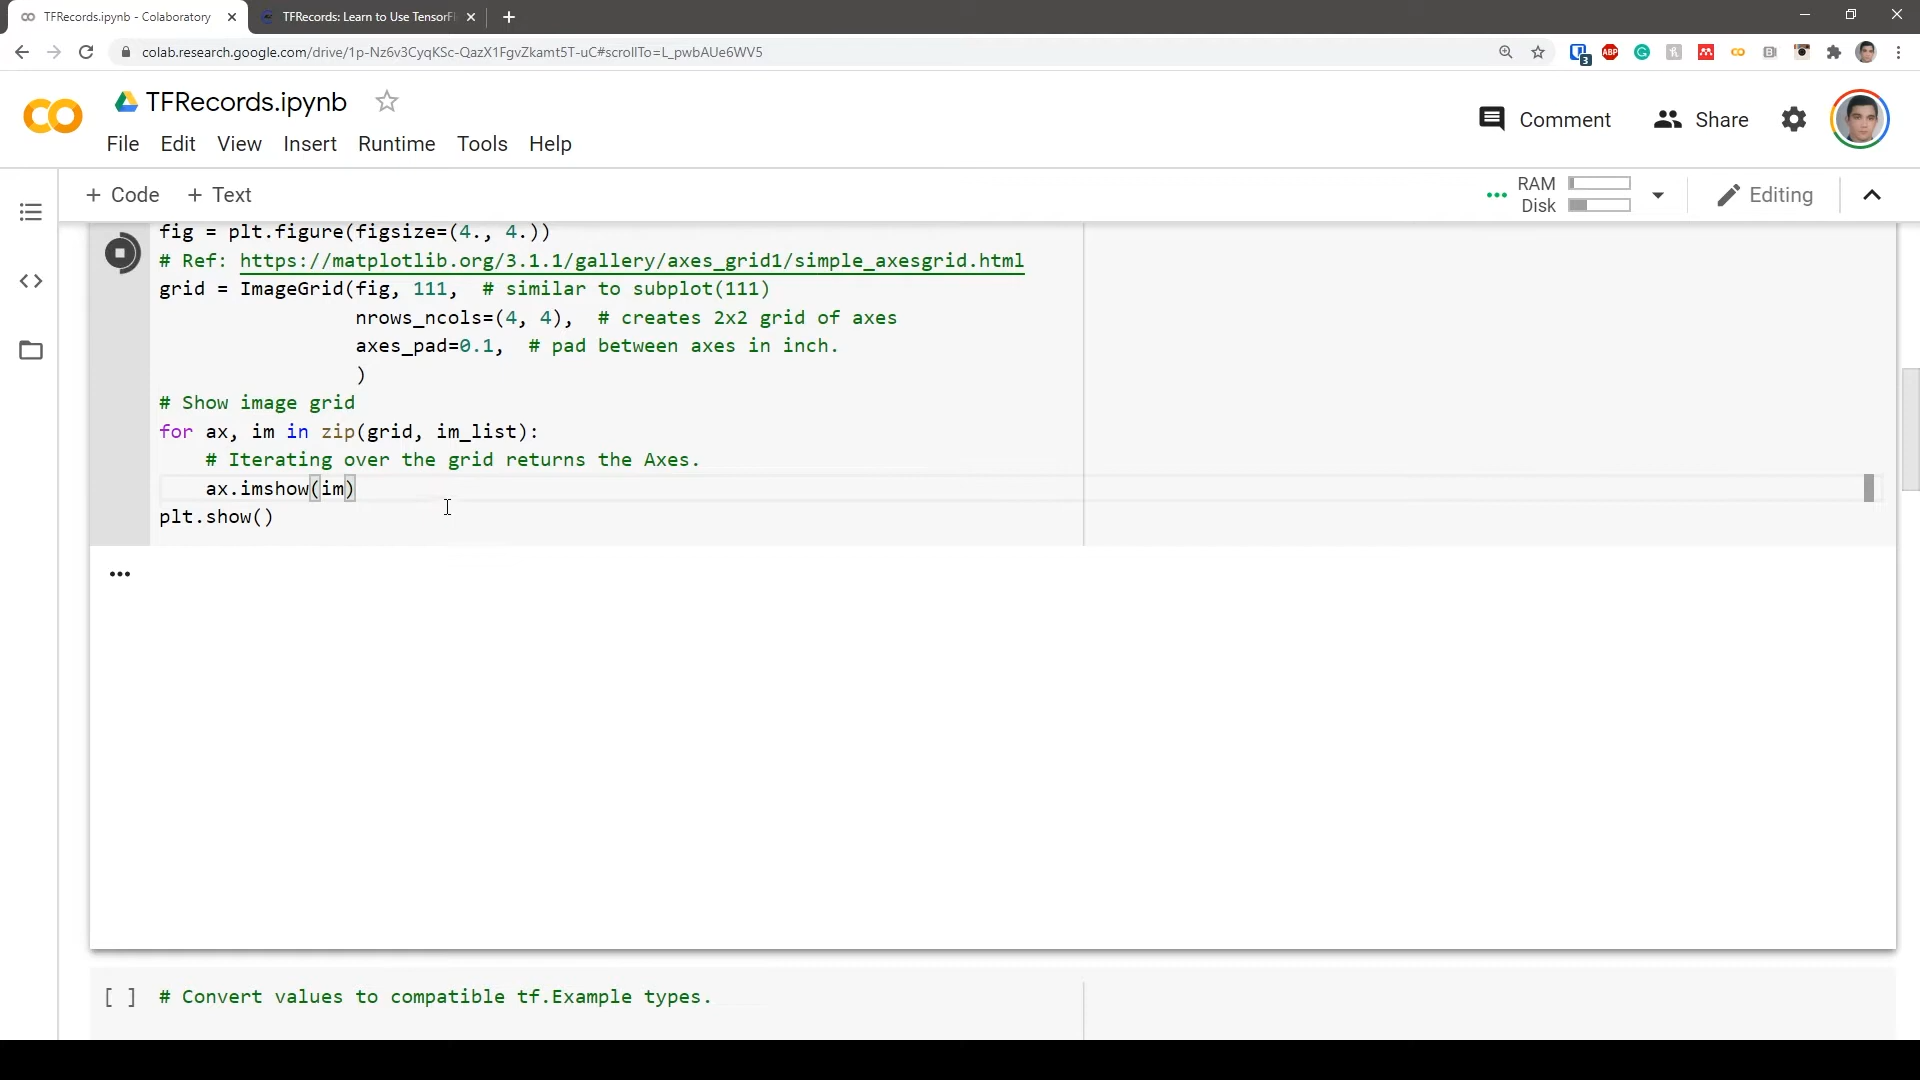 TFRecords.ipynb - Colaboratory
TFRecords: Learn to Use TensorFl
colab.research.google.com/drive/1p-Nz6v3CyqKSc-QazX1FgvZkamt5T-uC#scrollTo=L_pwbAUe6WV5
3
ABP
TFRecords.ipynb
Comment
Share
File Edit View Insert Runtime Tools Help
+ Code + Text
RAM
Disk
Editing
fig = plt.figure(figsize=(4., 4.))
# Ref: https://matplotlib.org/3.1.1/gallery/axes_grid1/simple_axesgrid.html
grid = ImageGrid(fig, 111,  # similar to subplot(111)
nrows_ncols=(4, 4),  # creates 2x2 grid of axes
axes_pad=0.1,  # pad between axes in inch.
)
# Show image grid
for ax, im in zip(grid, im_list):
# Iterating over the grid returns the Axes.
ax.imshow(im)
plt.show()
[ ] # Convert values to compatible tf.Example types.